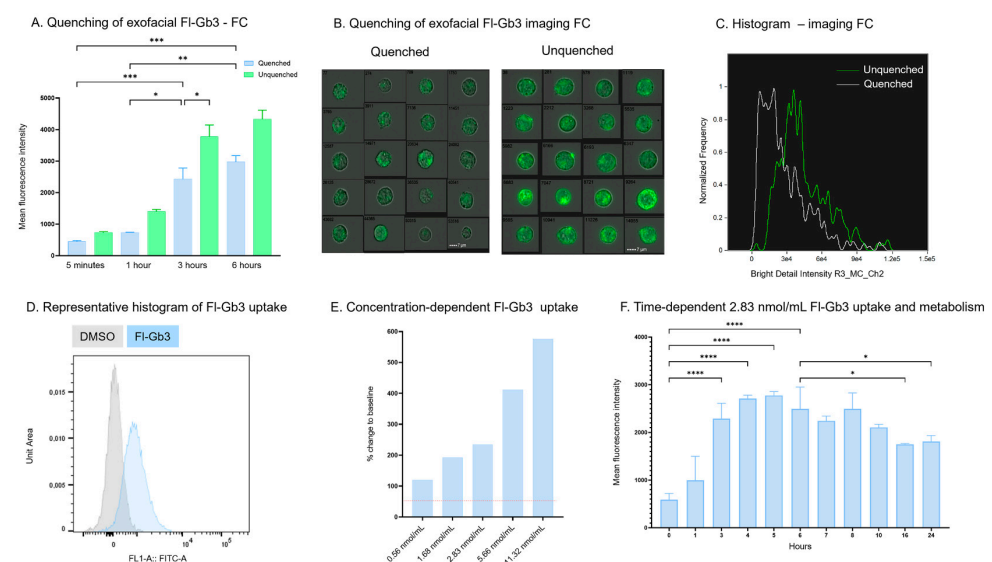 A. Quenching of exofacial Fl-Gb3 - FC
***
**
***
*
*
Quenched
Unquenched
Mean fluorescence intensity
5000
4000
3000
2000
1000
0
5 minutes
1 hour
3 hours
6 hours
B. Quenching of exofacial Fl-Gb3 imaging FC
Quenched
Unquenched
7 µm
7 µm
C. Histogram – imaging FC
Unquenched
Quenched
Normalized Frequency
1
0.8
0.6
0.4
0.2
0
0
3e4
6e4
9e4
1.2e5
1.5e5
Bright Detail Intensity R3_MC_Ch2
D. Representative histogram of Fl-Gb3 uptake
DMSO
Fl-Gb3
Unit Area
0,015
0,010
0,005
0
0
10⁴
10⁵
FL1-A:: FITC-A
E. Concentration-dependent Fl-Gb3 uptake
% change to baseline
600
500
400
300
200
100
0
0.56 nmol/mL
1.68 nmol/mL
2.83 nmol/mL
5.66 nmol/mL
11.32 nmol/mL
F. Time-dependent 2.83 nmol/mL Fl-Gb3 uptake and metabolism
****
****
****
****
*
*
Mean fluorescence intensity
4000
3000
2000
1000
0
0
1
3
4
5
6
7
8
10
16
24
Hours